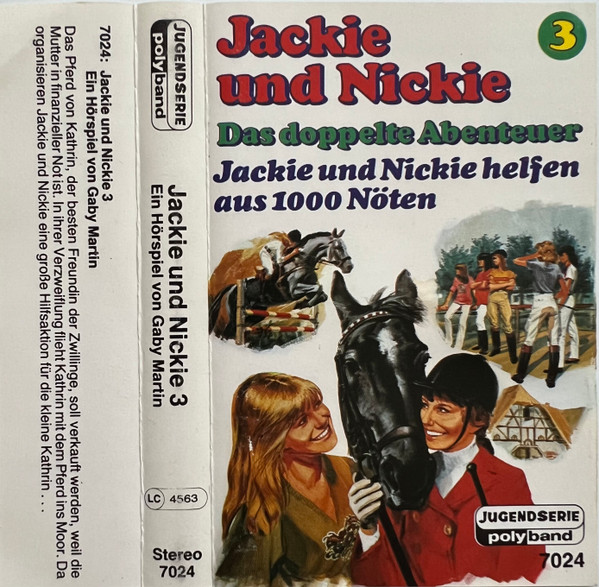 7024: Jackie und Nickie 3
Ein Hörspiel von Gaby Martin
Das Pferd von Kathrin, der besten Freundin der Zwillinge, soll verkauft werden, weil die
Mutter in finanzieller Not ist. In ihrer Verzweiflung flieht Kathrin mit dem Pferd ins Moor. Da
organisieren Jackie und Nickie eine große Hilfsaktion für die kleine Kathrin . . .
JUGENDSERIE
polyband
Jackie und Nickie 3
Ein Hörspiel von Gaby Martin
LC 4563
Stereo
7024
Jackie
und Nickie
3
Das doppelte Abenteuer
Jackie und Nickie helfen
aus 1000 Nöten
JUGENDSERIE
polyband
7024